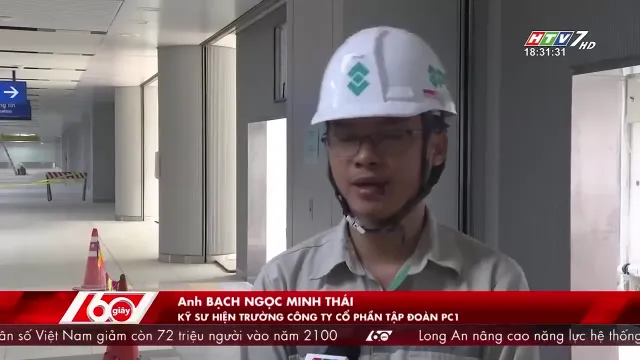 HTV7 HD
18:31:31
Anh BẠCH NGỌC MINH THÁI
KỸ SƯ HIỆN TRƯỜNG CÔNG TY CỔ PHẦN TẬP ĐOÀN PC1
60 giây
ân số Việt Nam giảm còn 72 triệu người vào năm 2100 60 giây Long An nâng cao năng lực hệ thống